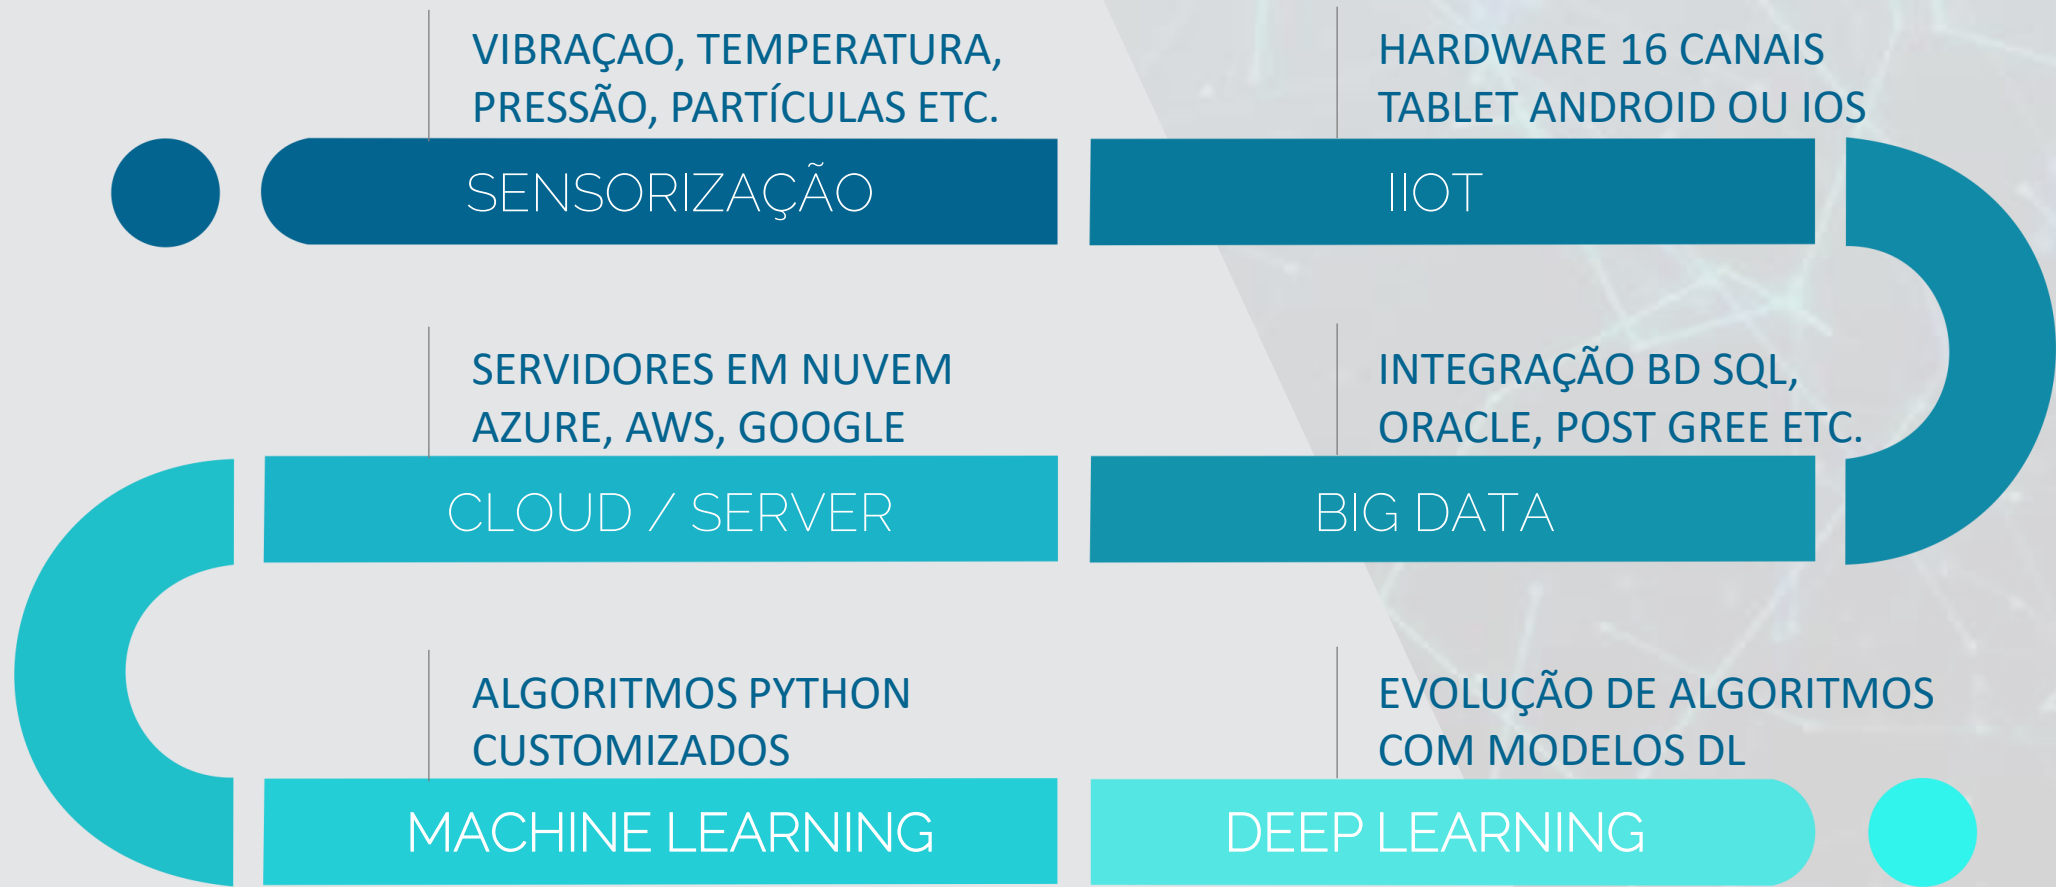 VIBRAÇAO, TEMPERATURA,
PRESSÃO, PARTÍCULAS ETC.
SENSORIZAÇÃO
HARDWARE 16 CANAIS
TABLET ANDROID OU IOS
IIOT
INTEGRAÇÃO BD SQL,
ORACLE, POST GREE ETC.
BIG DATA
SERVIDORES EM NUVEM
AZURE, AWS, GOOGLE
CLOUD / SERVER
ALGORITMOS PYTHON
CUSTOMIZADOS
MACHINE LEARNING
EVOLUÇÃO DE ALGORITMOS
COM MODELOS DL
DEEP LEARNING